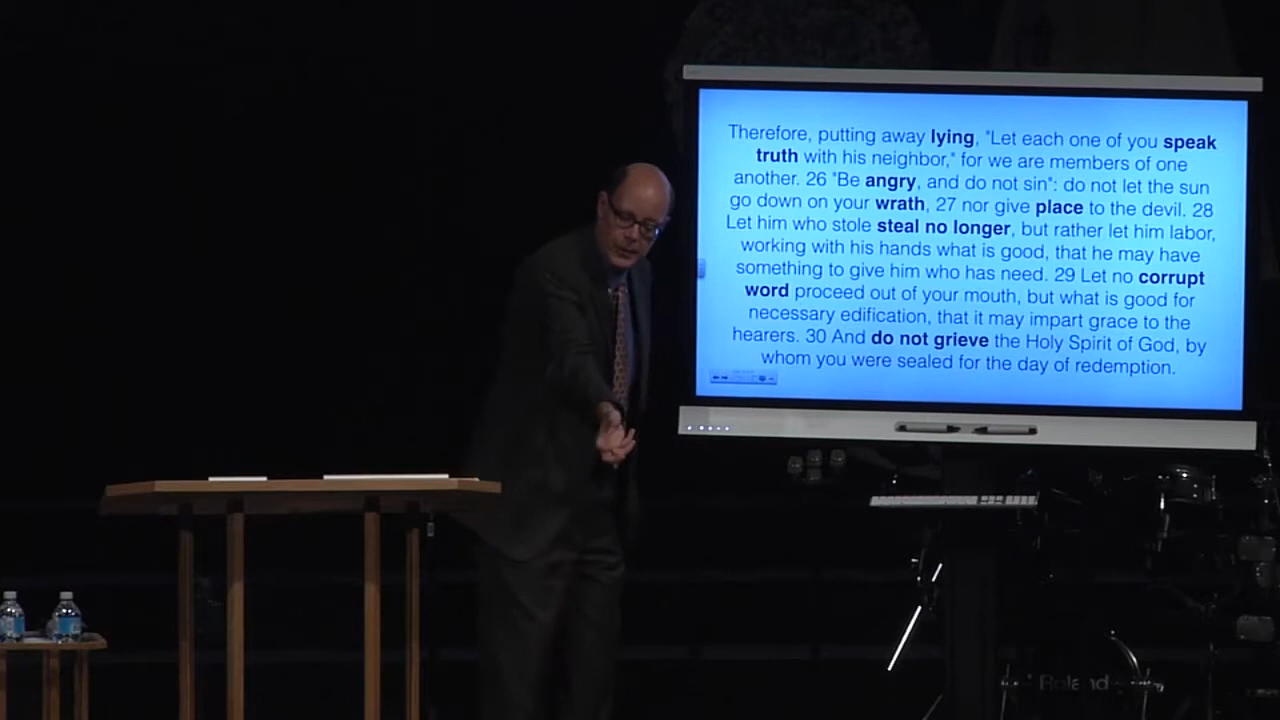 Therefore, putting away lying, "Let each one of you speak
truth with his neighbor," for we are members of one
another. 26 "Be angry, and do not sin": do not let the sun
go down on your wrath, 27 nor give place to the devil. 28
Let him who stole steal no longer, but rather let him labor,
working with his hands what is good, that he may have
something to give him who has need. 29 Let no corrupt
word proceed out of your mouth, but what is good for
necessary edification, that it may impart grace to the
hearers. 30 And do not grieve the Holy Spirit of God, by
whom you were sealed for the day of redemption.
Roland